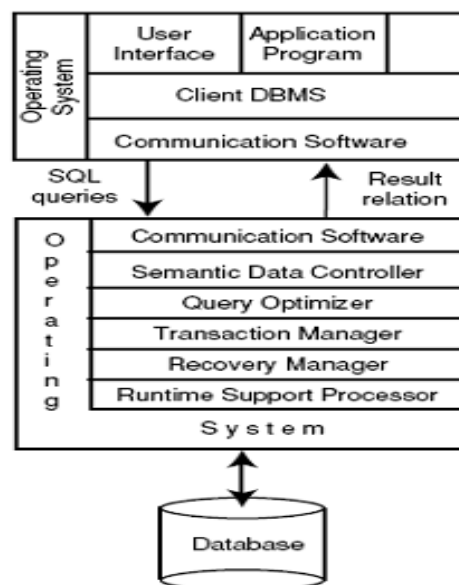 Operating System
User Interface
Application Program
Client DBMS
Communication Software
SQL queries
Result relation
Operating
Communication Software
Semantic Data Controller
Query Optimizer
Transaction Manager
Recovery Manager
Runtime Support Processor
System
Database